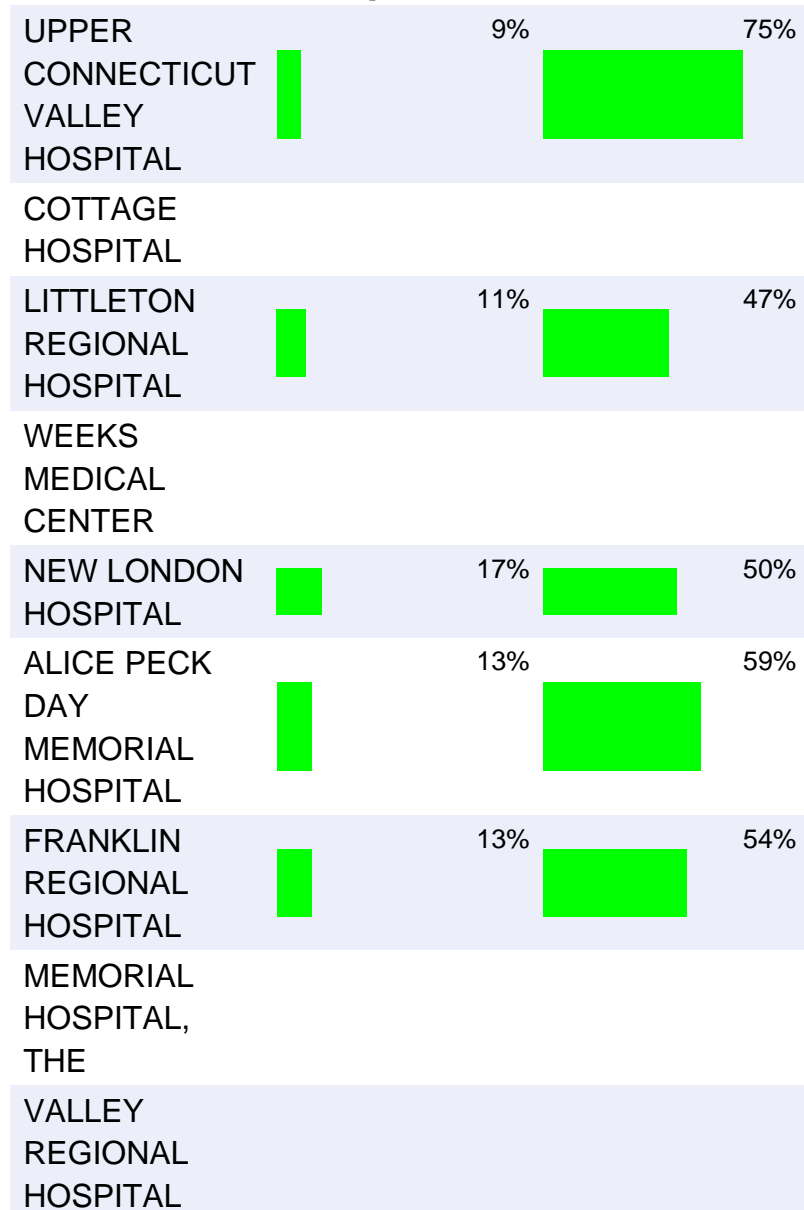 UPPER 9% 75%
CONNECTICUT
VALLEY
HOSPITAL
COTTAGE
HOSPITAL
LITTLETON 11% 47%
REGIONAL
HOSPITAL
WEEKS
MEDICAL
CENTER
NEW LONDON 17% 50%
HOSPITAL
ALICE PECK 13% 59%
DAY
MEMORIAL
HOSPITAL
FRANKLIN 13% 54%
REGIONAL
HOSPITAL
MEMORIAL
HOSPITAL,
THE
VALLEY
REGIONAL
HOSPITAL